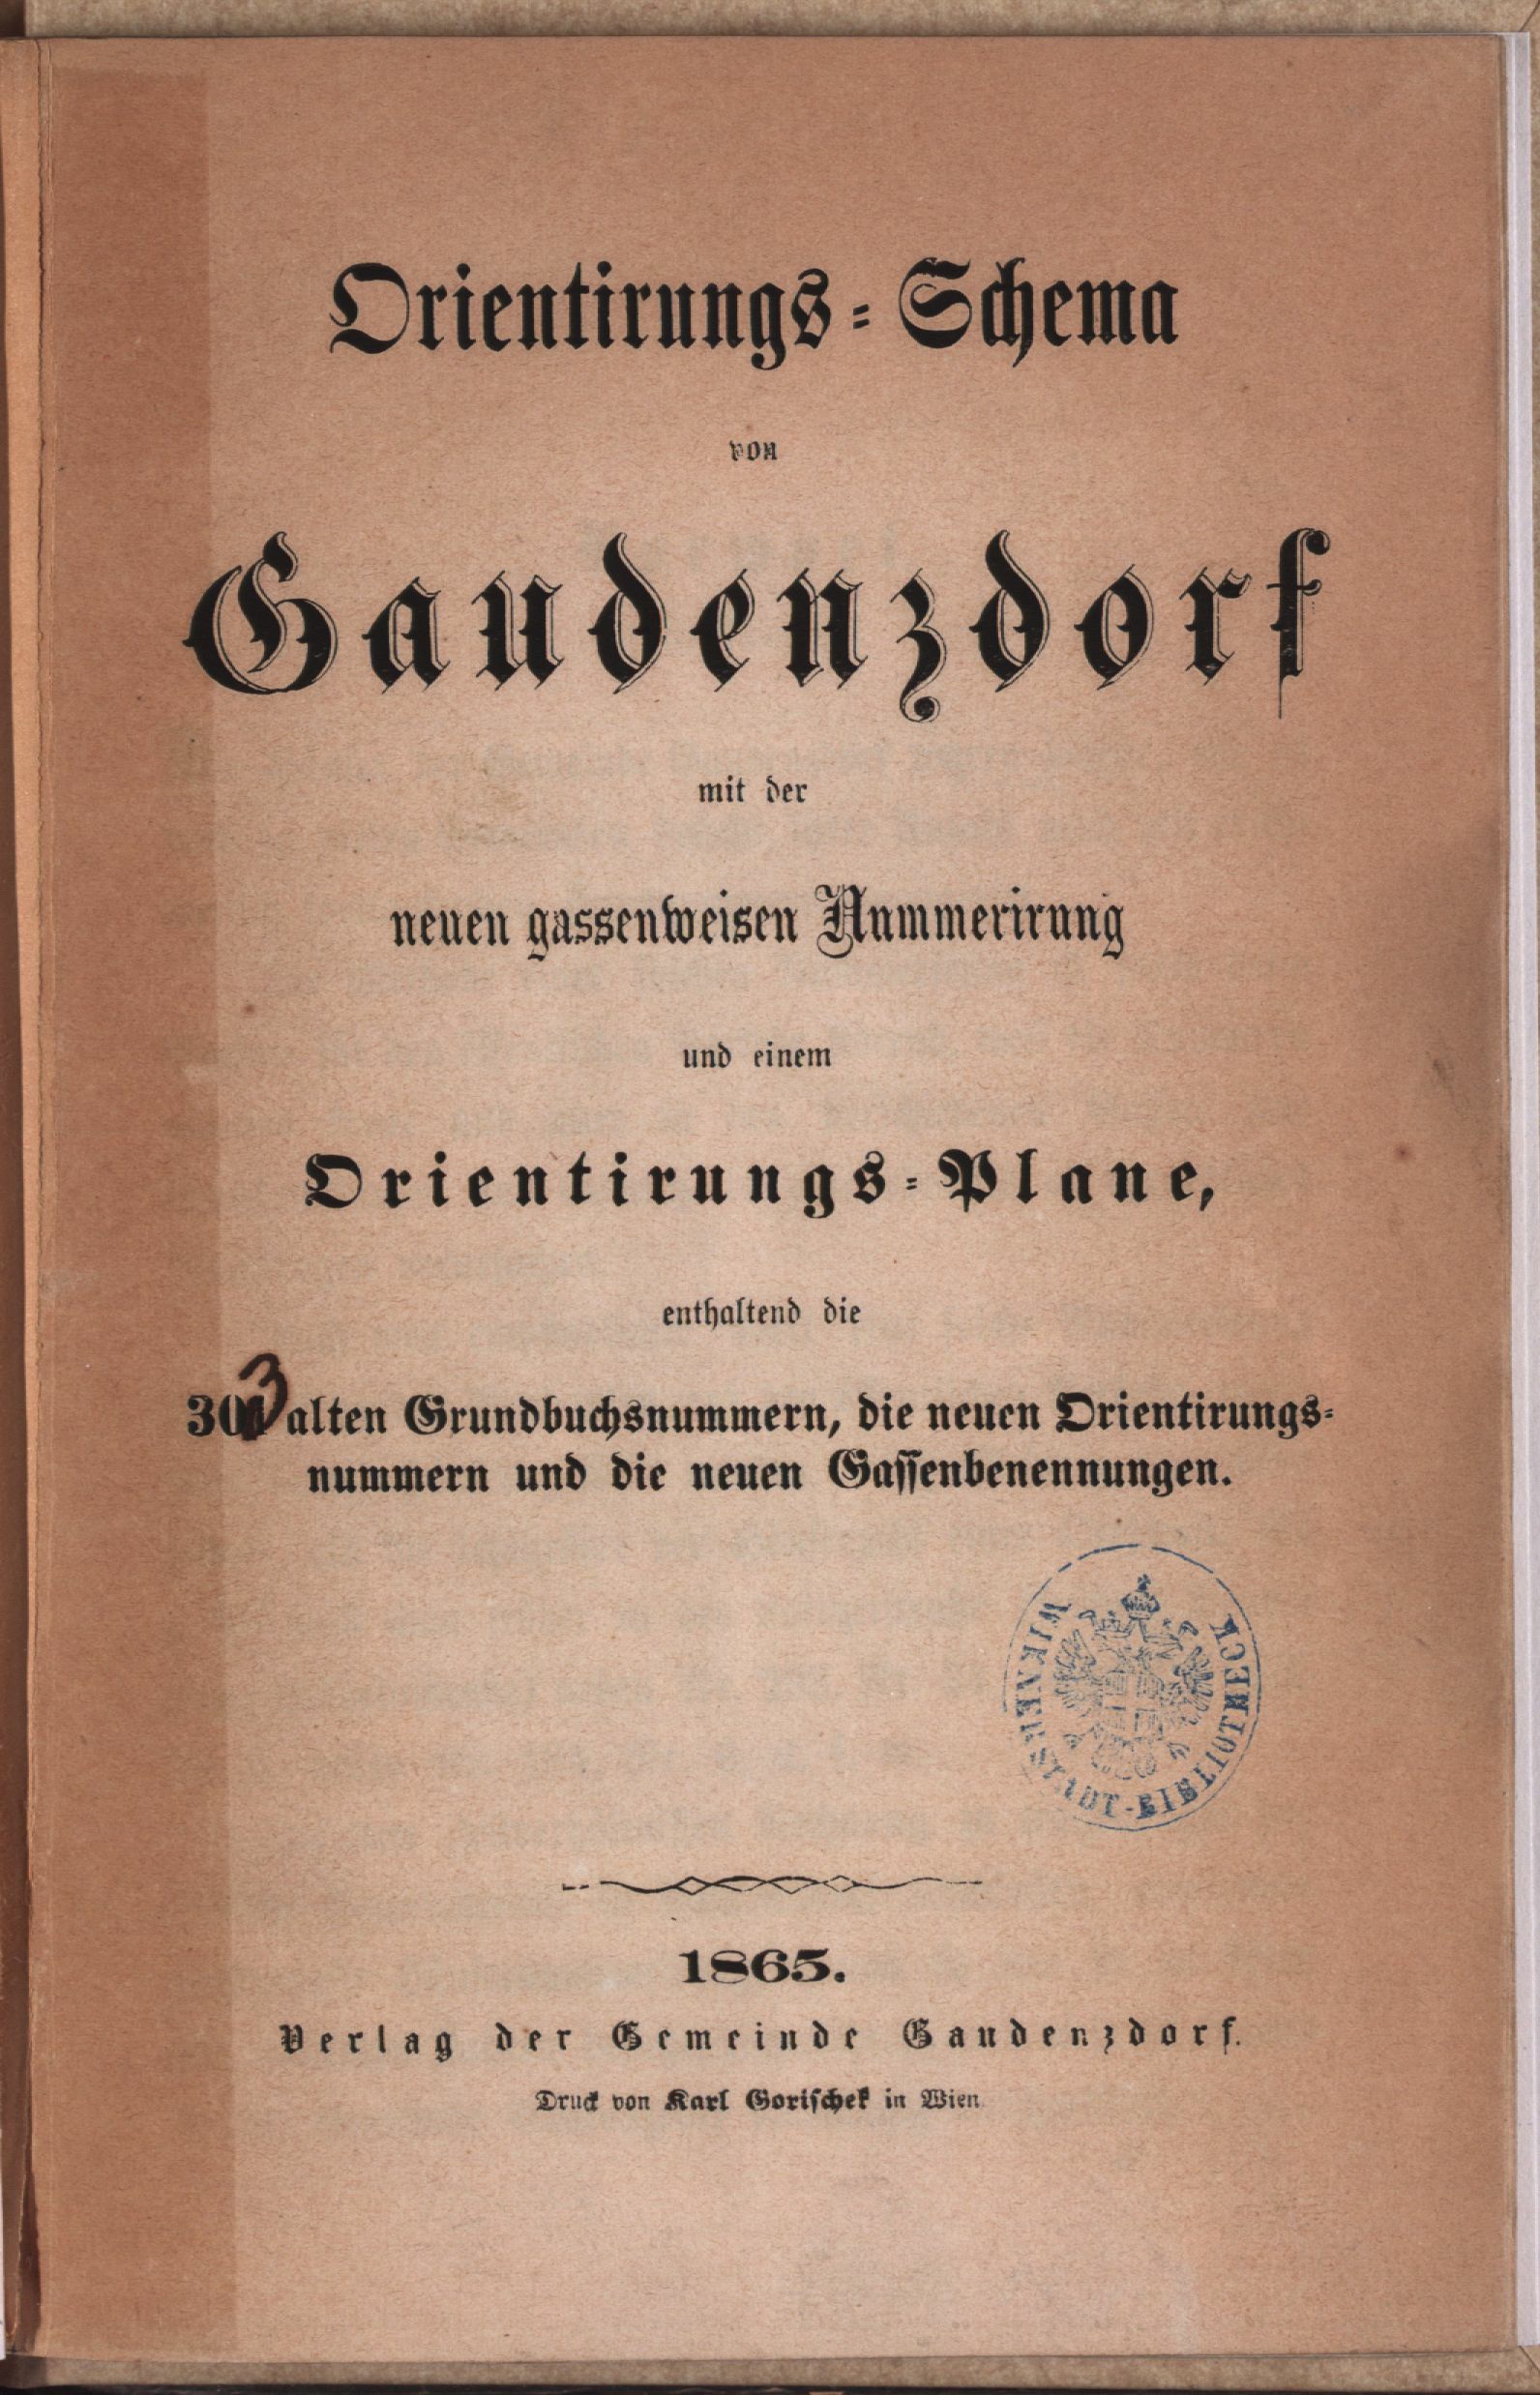 Orientirungs-Schema
von
Gaudenzdorf
mit der
neuen gassenweisen Nummerirung
und einem
Orientirungs-Plane,
enthaltend die
303 alten Grundbuchsnummern, die neuen Orientirungs-
nummern und die neuen Gassenbenennungen.
WIENER STADT-BIBLIOTHECK
1865.
Verlag der Gemeinde Gaudenzdorf.
Druck von Karl Gorischek in Wien